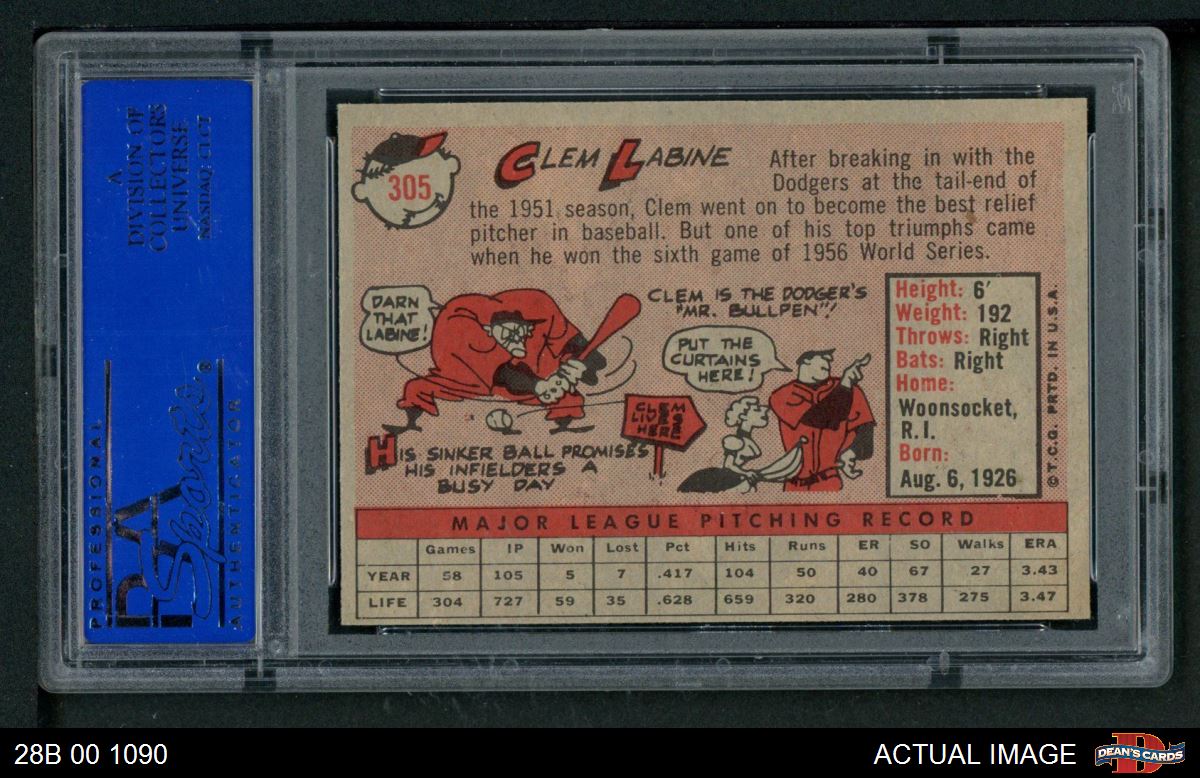 A
DIVISION OF
COLLECTORS
UNIVERSE
NASDAQ: CLCT
PROFESSIONAL
PSA
Sports
®
AUTHENTICATOR
305
CLEM LABINE
After breaking in with the
Dodgers at the tail-end of
the 1951 season, Clem went on to become the best relief
pitcher in baseball. But one of his top triumphs came
when he won the sixth game of 1956 World Series.
DARN
THAT
LABINE!
CLEM IS THE DODGER'S
"MR. BULLPEN"!
PUT THE
CURTAINS
HERE!
CLEM
LIVES
HERE
HIS SINKER BALL PROMISES
HIS INFIELDERS A
BUSY DAY
Height: 6'
Weight: 192
Throws: Right
Bats: Right
Home:
Woonsocket,
R.I.
Born:
Aug. 6, 1926
© T.C.G. PRTD. IN U.S.A.
MAJOR LEAGUE PITCHING RECORD
Games IP Won Lost Pct Hits Runs ER SO Walks ERA
YEAR 58 105 5 7 .417 104 50 40 67 27 3.43
LIFE 304 727 59 35 .628 659 320 280 378 275 3.47
28B 00 1090
ACTUAL IMAGE
D
DEAN'S CARDS